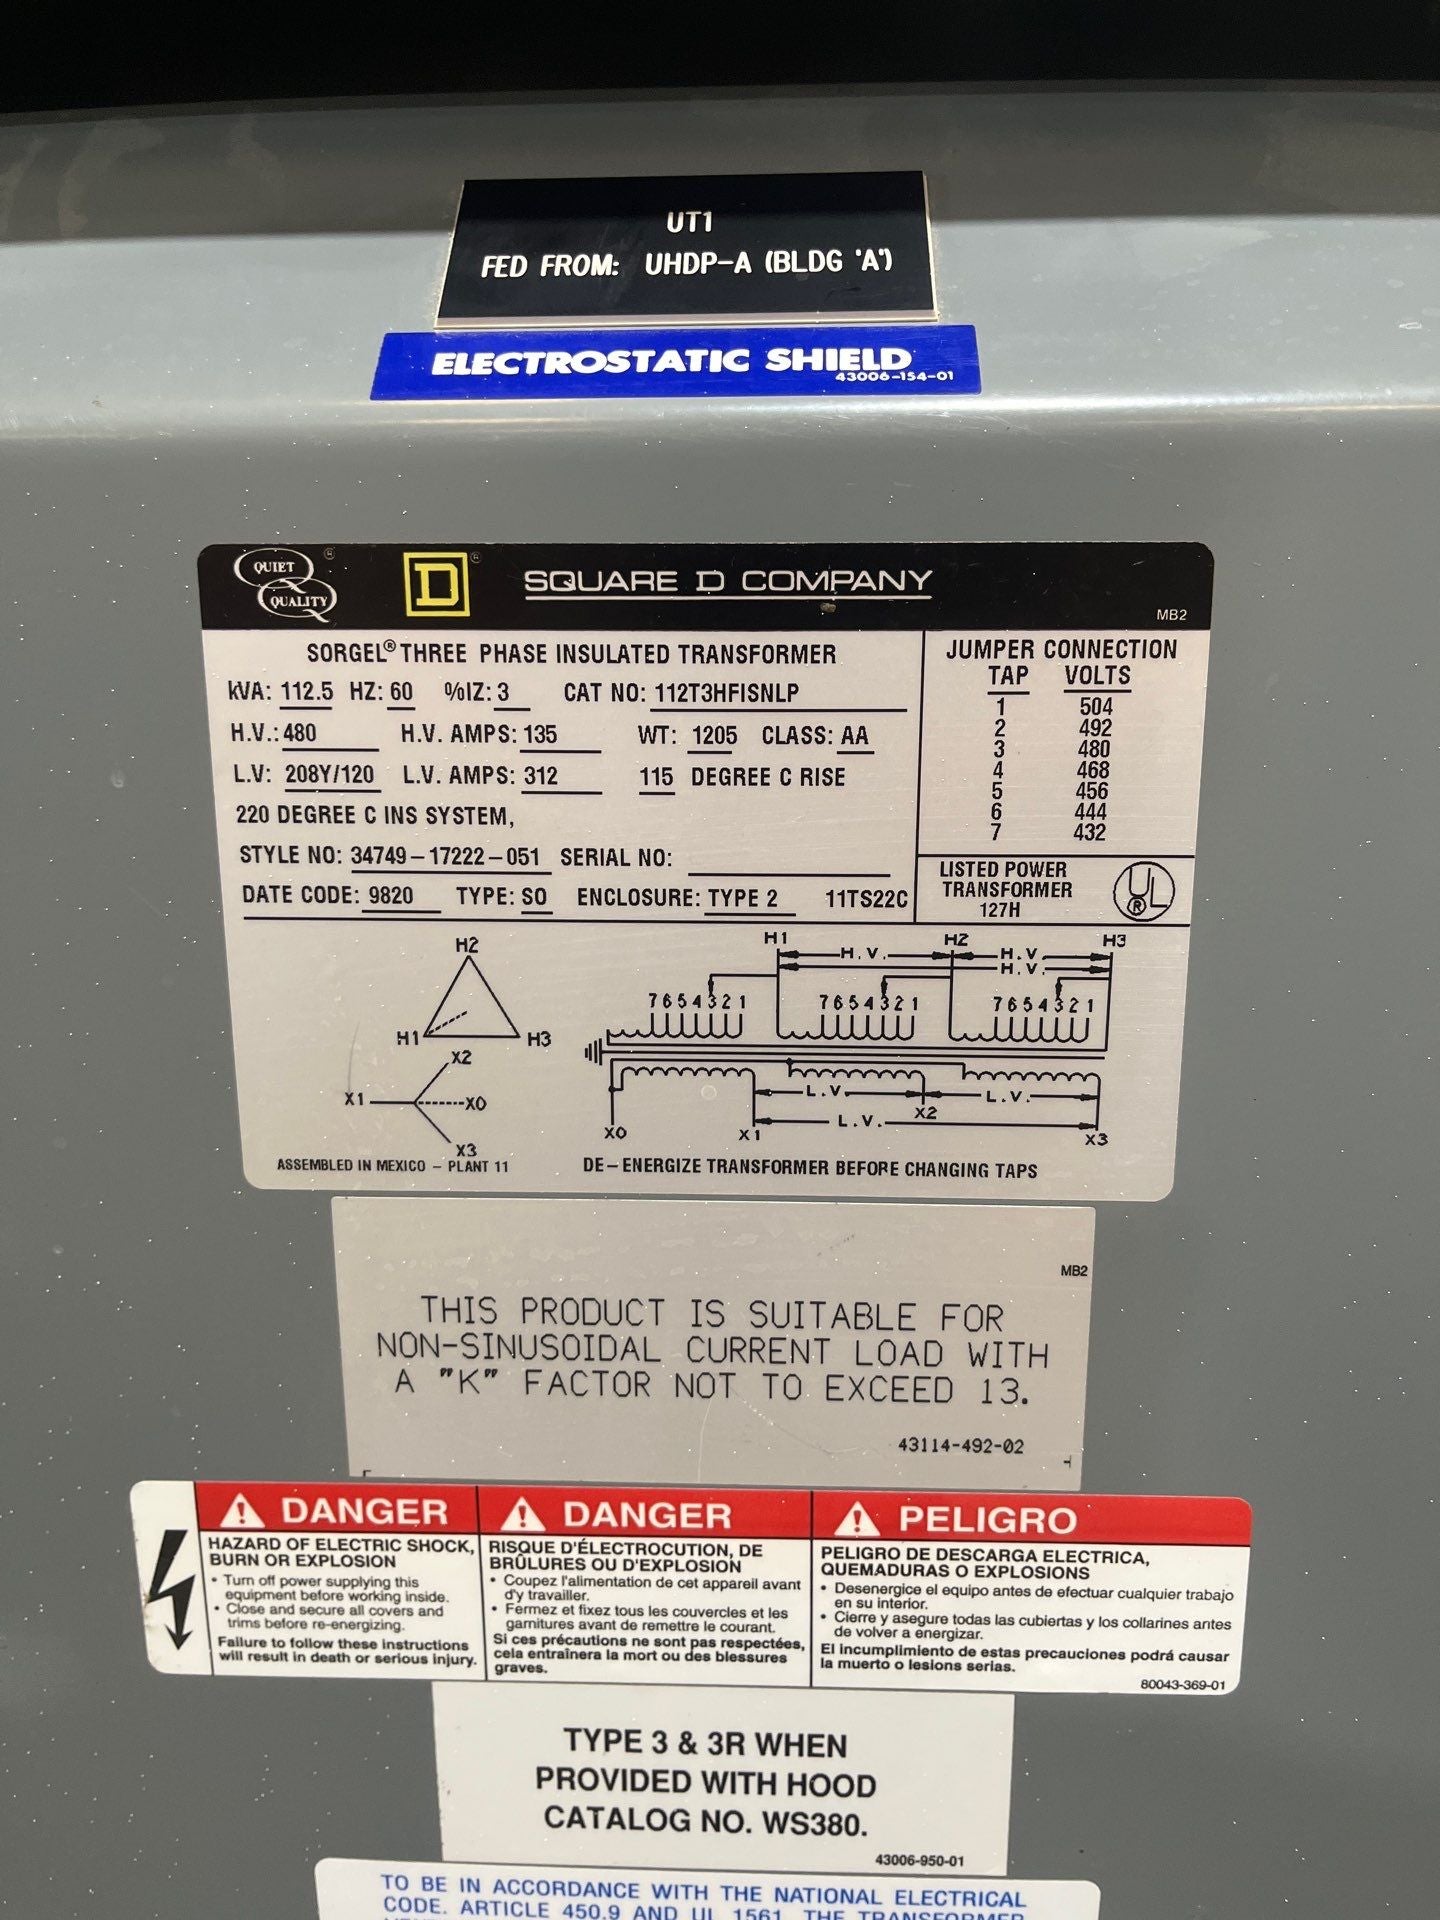 UT1
FED FROM: UHDP-A (BLDG 'A')
ELECTROSTATIC SHIELD
43006-154-01
QUIET
QUALITY
®
D
®
SQUARE D COMPANY
MB2
SORGEL® THREE PHASE INSULATED TRANSFORMER
kVA: 112.5 HZ: 60 %IZ: 3 CAT NO: 112T3HFISNLP
H.V.: 480 H.V. AMPS: 135 WT: 1205 CLASS: AA
L.V: 208Y/120 L.V. AMPS: 312 115 DEGREE C RISE
220 DEGREE C INS SYSTEM,
STYLE NO: 34749-17222-051 SERIAL NO:
DATE CODE: 9820 TYPE: SO ENCLOSURE: TYPE 2 11TS22C
JUMPER CONNECTION
TAP VOLTS
1 504
2 492
3 480
4 468
5 456
6 444
7 432
LISTED POWER
TRANSFORMER
127H
UL
®
H2
H1 H3
X2
X1 X0
X3
H1 H2 H3
H.V. H.V.
H.V.
7 6 5 4 3 2 1 7 6 5 4 3 2 1 7 6 5 4 3 2 1
L.V. L.V.
X2
L.V.
X0 X1 X3
ASSEMBLED IN MEXICO - PLANT 11
DE-ENERGIZE TRANSFORMER BEFORE CHANGING TAPS
MB2
THIS PRODUCT IS SUITABLE FOR
NON-SINUSOIDAL CURRENT LOAD WITH
A "K" FACTOR NOT TO EXCEED 13.
43114-492-02
DANGER
HAZARD OF ELECTRIC SHOCK,
BURN OR EXPLOSION
• Turn off power supplying this
equipment before working inside.
• Close and secure all covers and
trims before re-energizing.
Failure to follow these instructions
will result in death or serious injury.
DANGER
RISQUE D'ÉLECTROCUTION, DE
BRÛLURES OU D'EXPLOSION
• Coupez l'alimentation de cet appareil avant
d'y travailler.
• Fermez et fixez tous les couvercles et les
garnitures avant de remettre le courant.
Si ces précautions ne sont pas respectées,
cela entraînera la mort ou des blessures
graves.
PELIGRO
PELIGRO DE DESCARGA ELECTRICA,
QUEMADURAS O EXPLOSIONS
• Desenergice el equipo antes de efectuar cualquier trabajo
en su interior.
• Cierre y asegure todas las cubiertas y los collarines antes
de volver a energizar.
El incumplimiento de estas precauciones podrá causar
la muerto o lesions serias.
80043-369-01
TYPE 3 & 3R WHEN
PROVIDED WITH HOOD
CATALOG NO. WS380.
43006-950-01
TO BE IN ACCORDANCE WITH THE NATIONAL ELECTRICAL
CODE. ARTICLE 450.9 AND UL 1561, THE TRANSFORMER